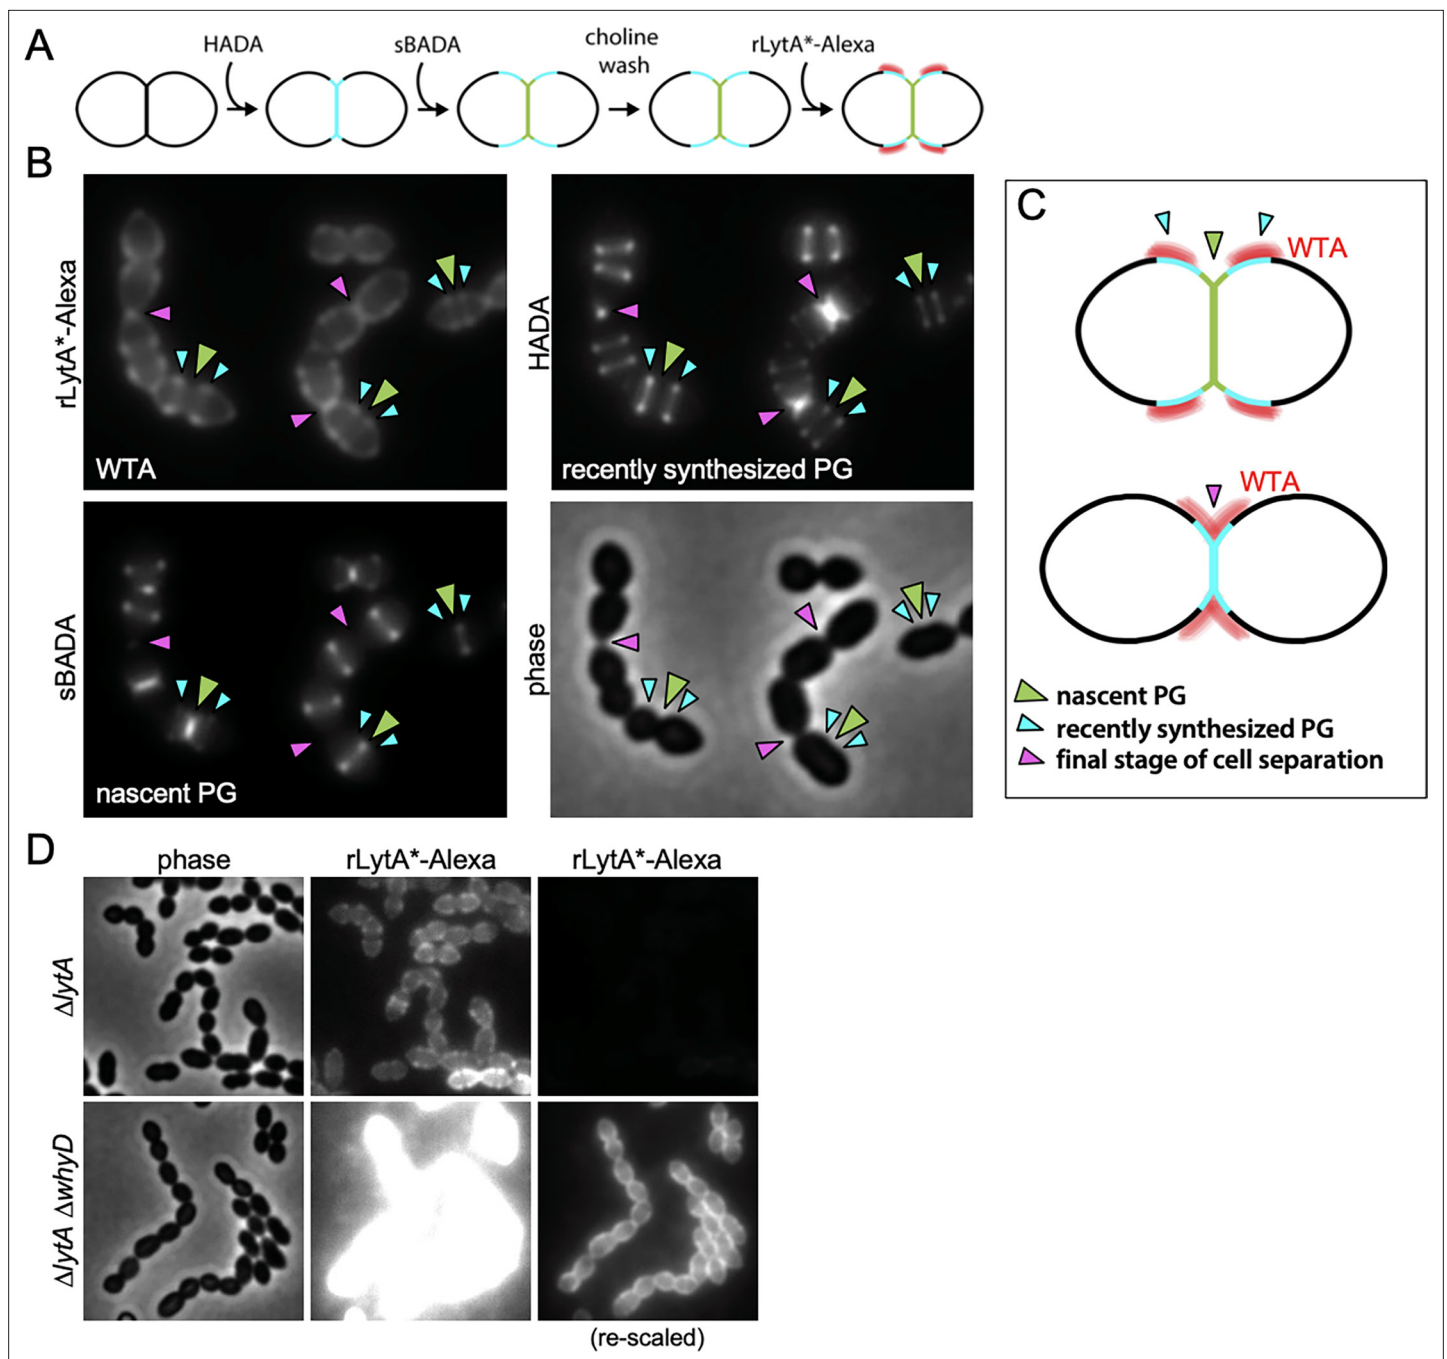 A
HADA
sBADA
choline
wash
rLytA*-Alexa
B
rLytA*-Alexa
WTA
HADA
recently synthesized PG
sBADA
nascent PG
phase
C
WTA
WTA
nascent PG
recently synthesized PG
final stage of cell separation
D
phase
rLytA*-Alexa
rLytA*-Alexa
ΔlytA
ΔlytA ΔwhyD
(re-scaled)